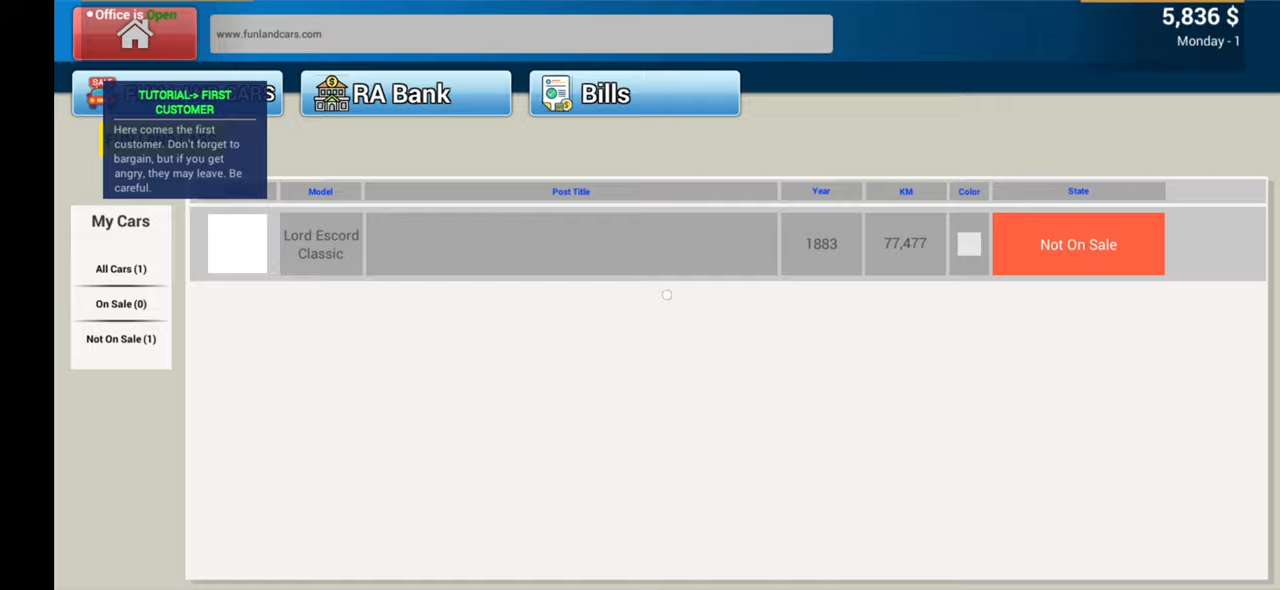 Office is Open
www.funlandcars.com
5,836 $
Monday - 1
SALE
RA Bank
Bills
TUTORIAL-> FIRST
CUSTOMER
Here comes the first
customer. Don't forget to
bargain, but if you get
angry, they may leave. Be
careful.
Model
Post Title
Year
KM
Color
State
My Cars
All Cars (1)
On Sale (0)
Not On Sale (1)
Lord Escord
Classic
1883
77,477
Not On Sale